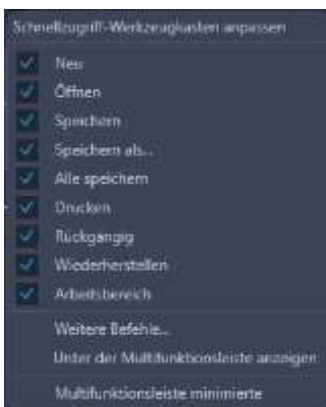 Schnellzugriff-Werkzeugkasten anpassen
Neu
Öffnen
Speichern
Speichern als...
Alle speichern
Drucken
Rückgängig
Wiederherstellen
Arbeitsbereich
Weitere Befehle...
Unter der Multifunktionsleiste anzeigen
Multifunktionsleiste minimierte